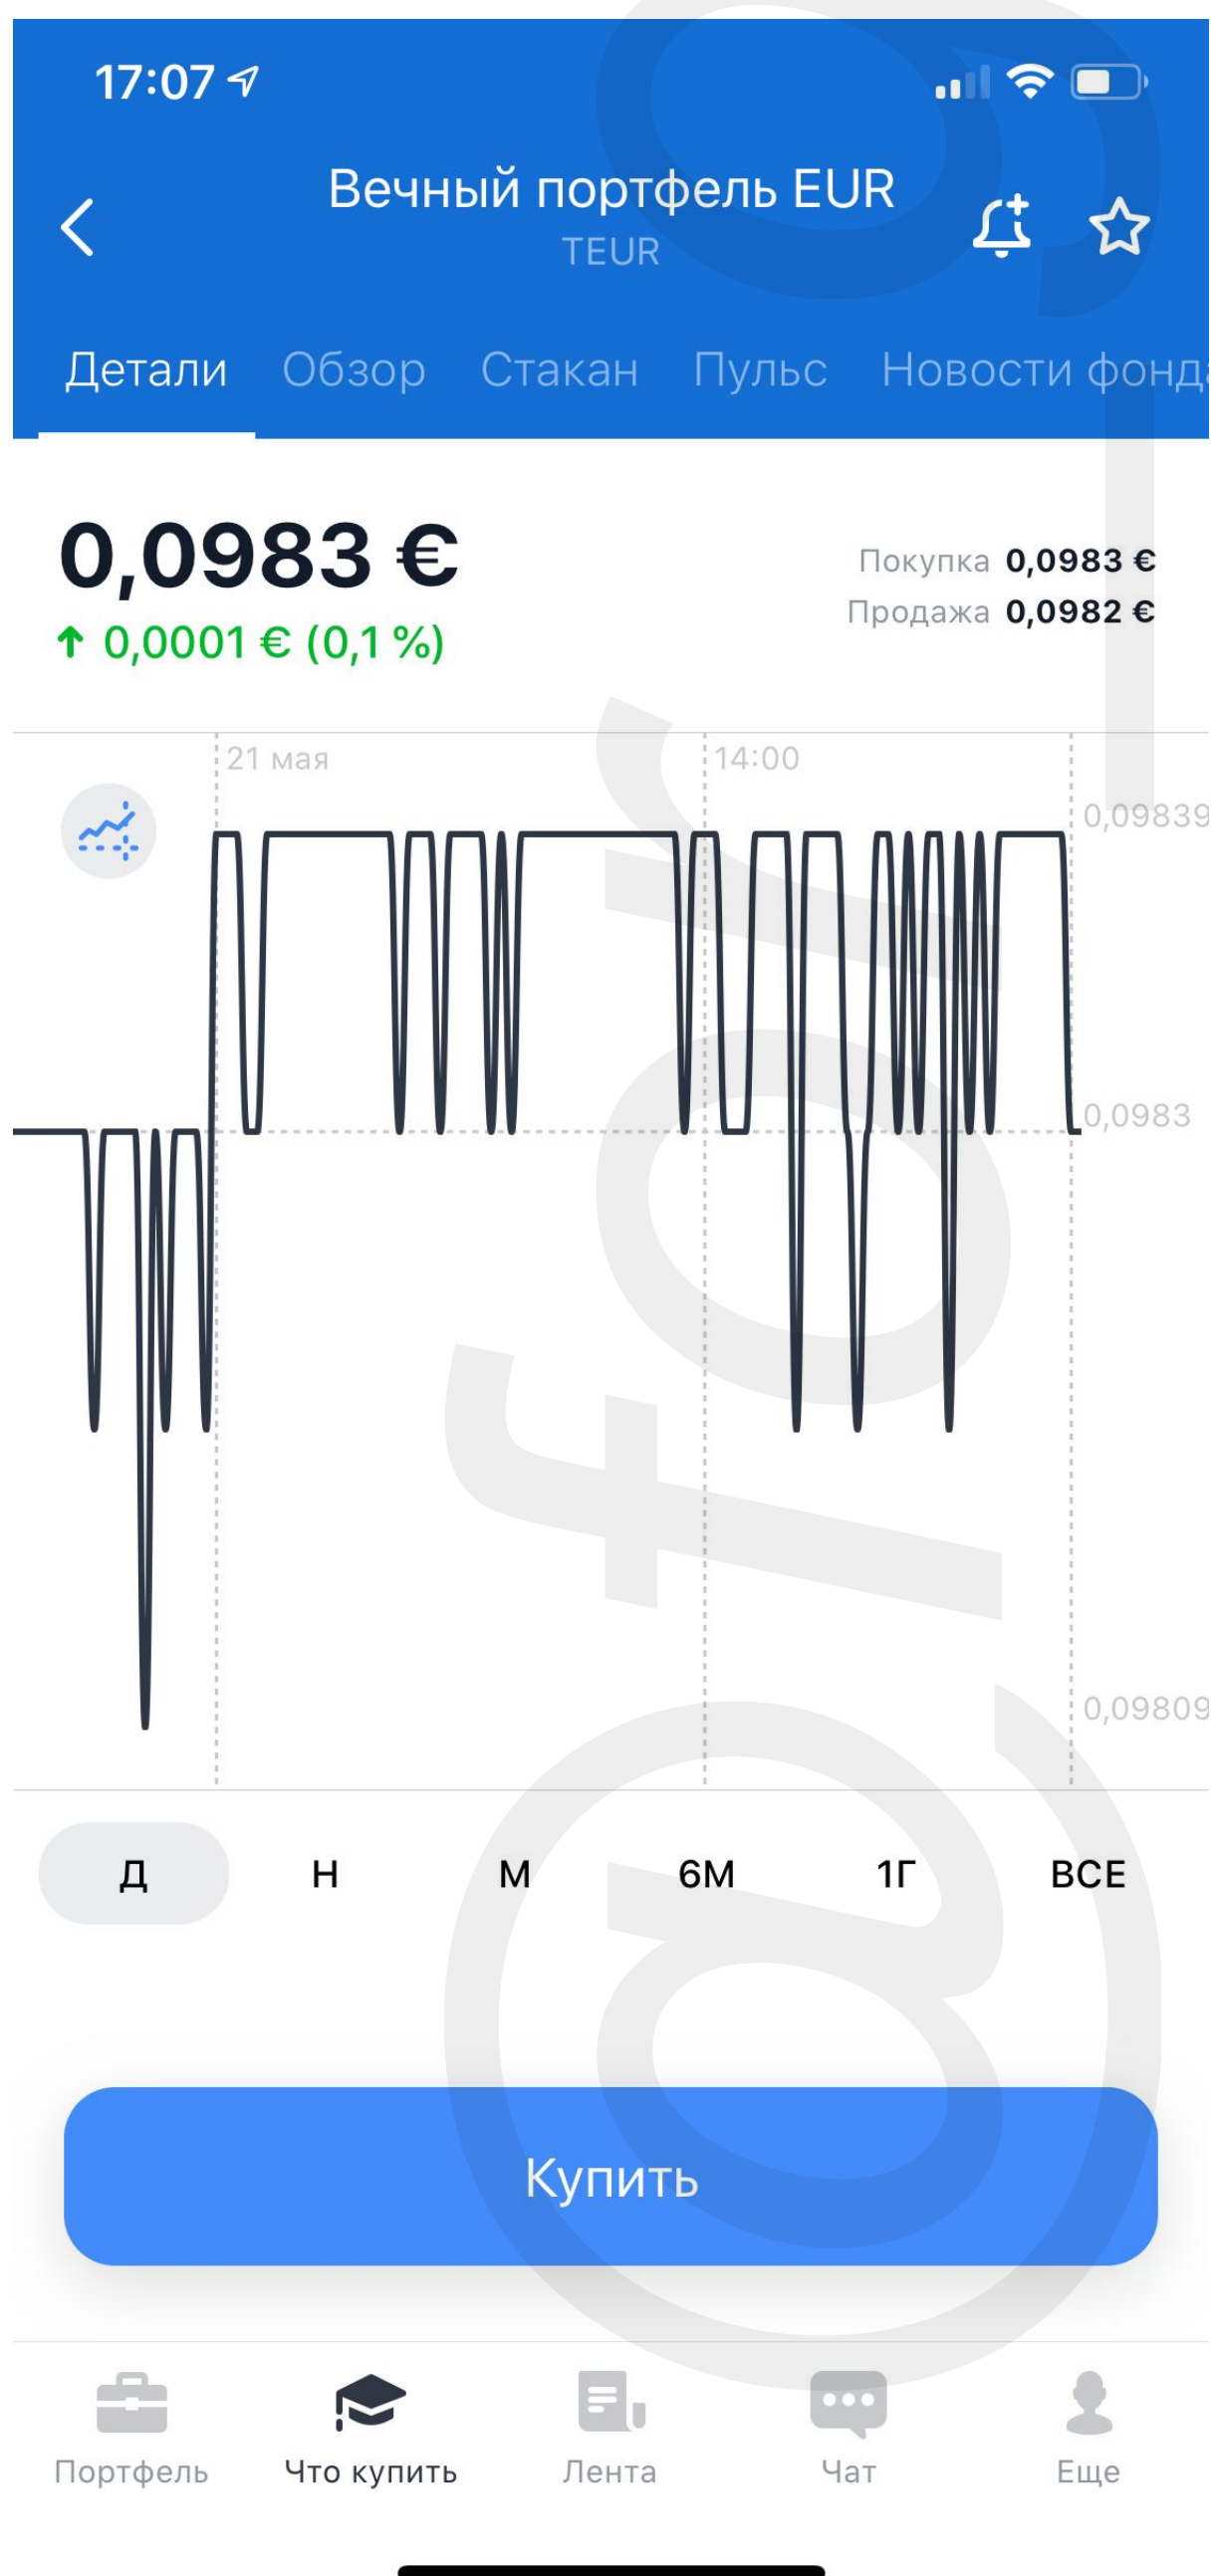 17:07
Вечный портфель EUR
TEUR
Детали Обзор Стакан Пульс Новости фонда
0,0983 €
Покупка 0,0983 €
↑ 0,0001 € (0,1 %)
Продажа 0,0982 €
21 мая 14:00
0,09839
0,0983
0,09809
Д Н М 6М 1Г ВСЕ
Купить
Портфель Что купить Лента Чат Еще